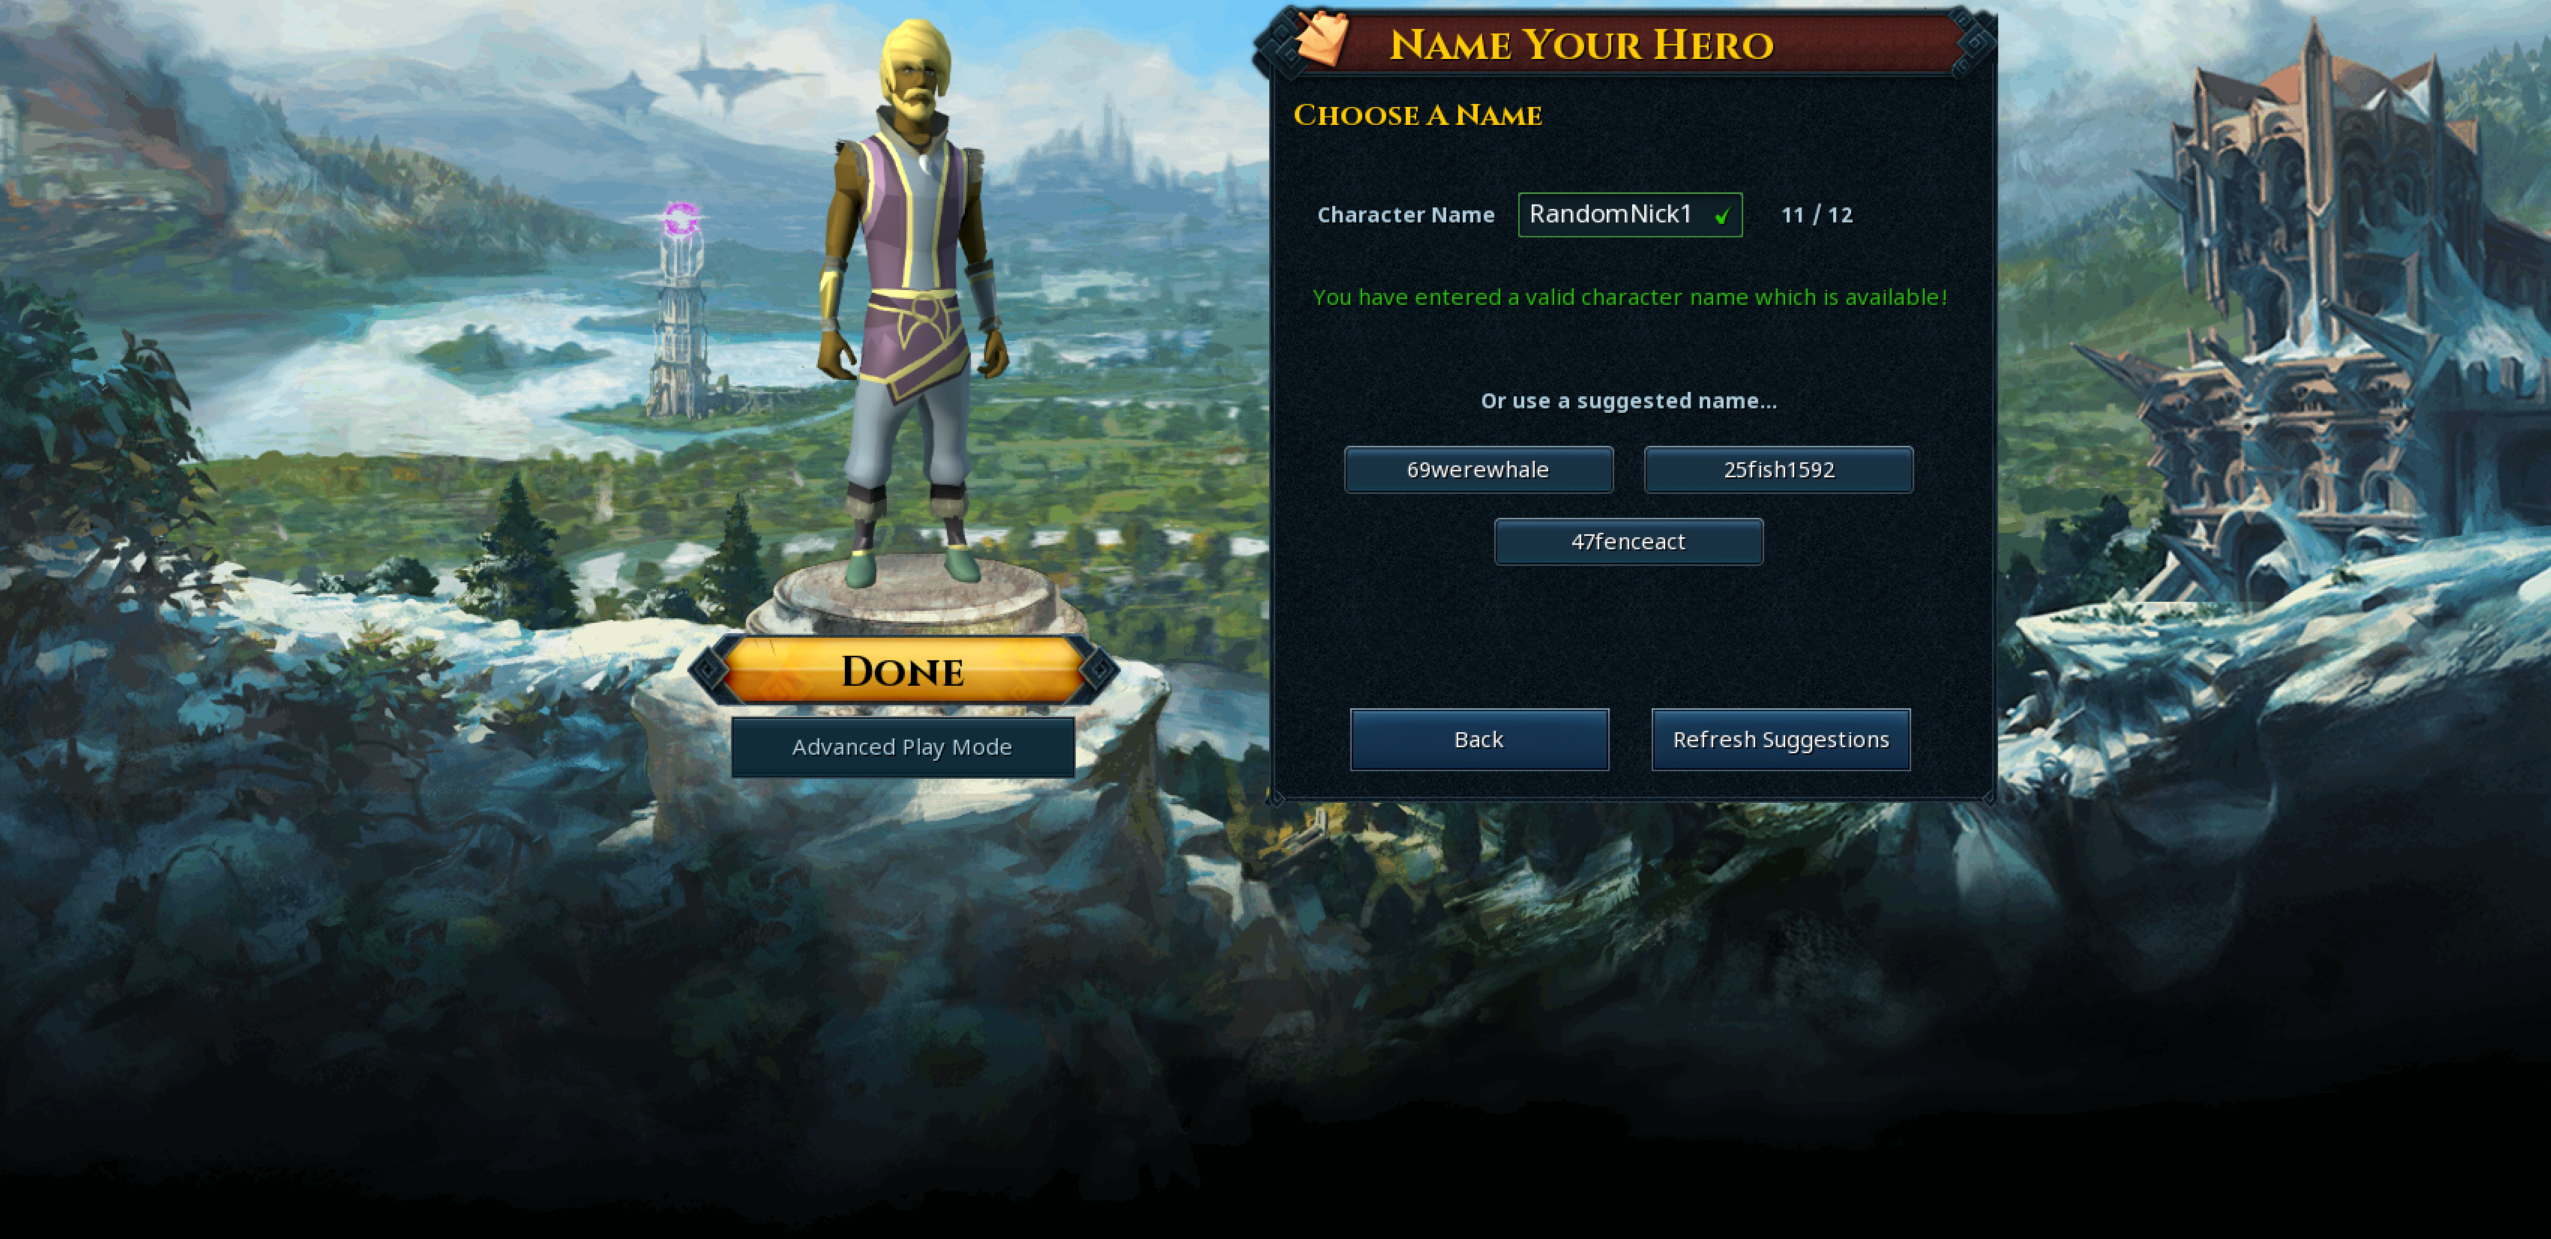 Name Your Hero
Choose A Name
Character Name RandomNick1 11 / 12
You have entered a valid character name which is available!
Or use a suggested name...
69werewhale 25fish1592
47fenceact
Done
Advanced Play Mode
Back Refresh Suggestions